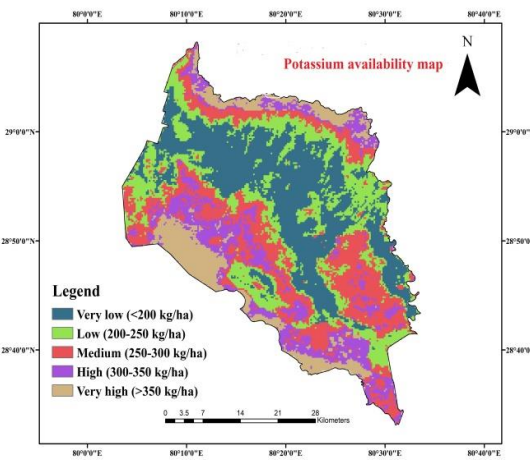 80°0'0"E 80°10'0"E 80°20'0"E 80°30'0"E 80°40'0"E
Potassium availability map
N
29°0'0"N 29°0'0"N
28°50'0"N 28°50'0"N
28°40'0"N 28°40'0"N
Legend
Very low (<200 kg/ha)
Low (200-250 kg/ha)
Medium (250-300 kg/ha)
High (300-350 kg/ha)
Very high (>350 kg/ha)
0 3.5 7 14 21 28
Kilometers
80°0'0"E 80°10'0"E 80°20'0"E 80°30'0"E 80°40'0"E